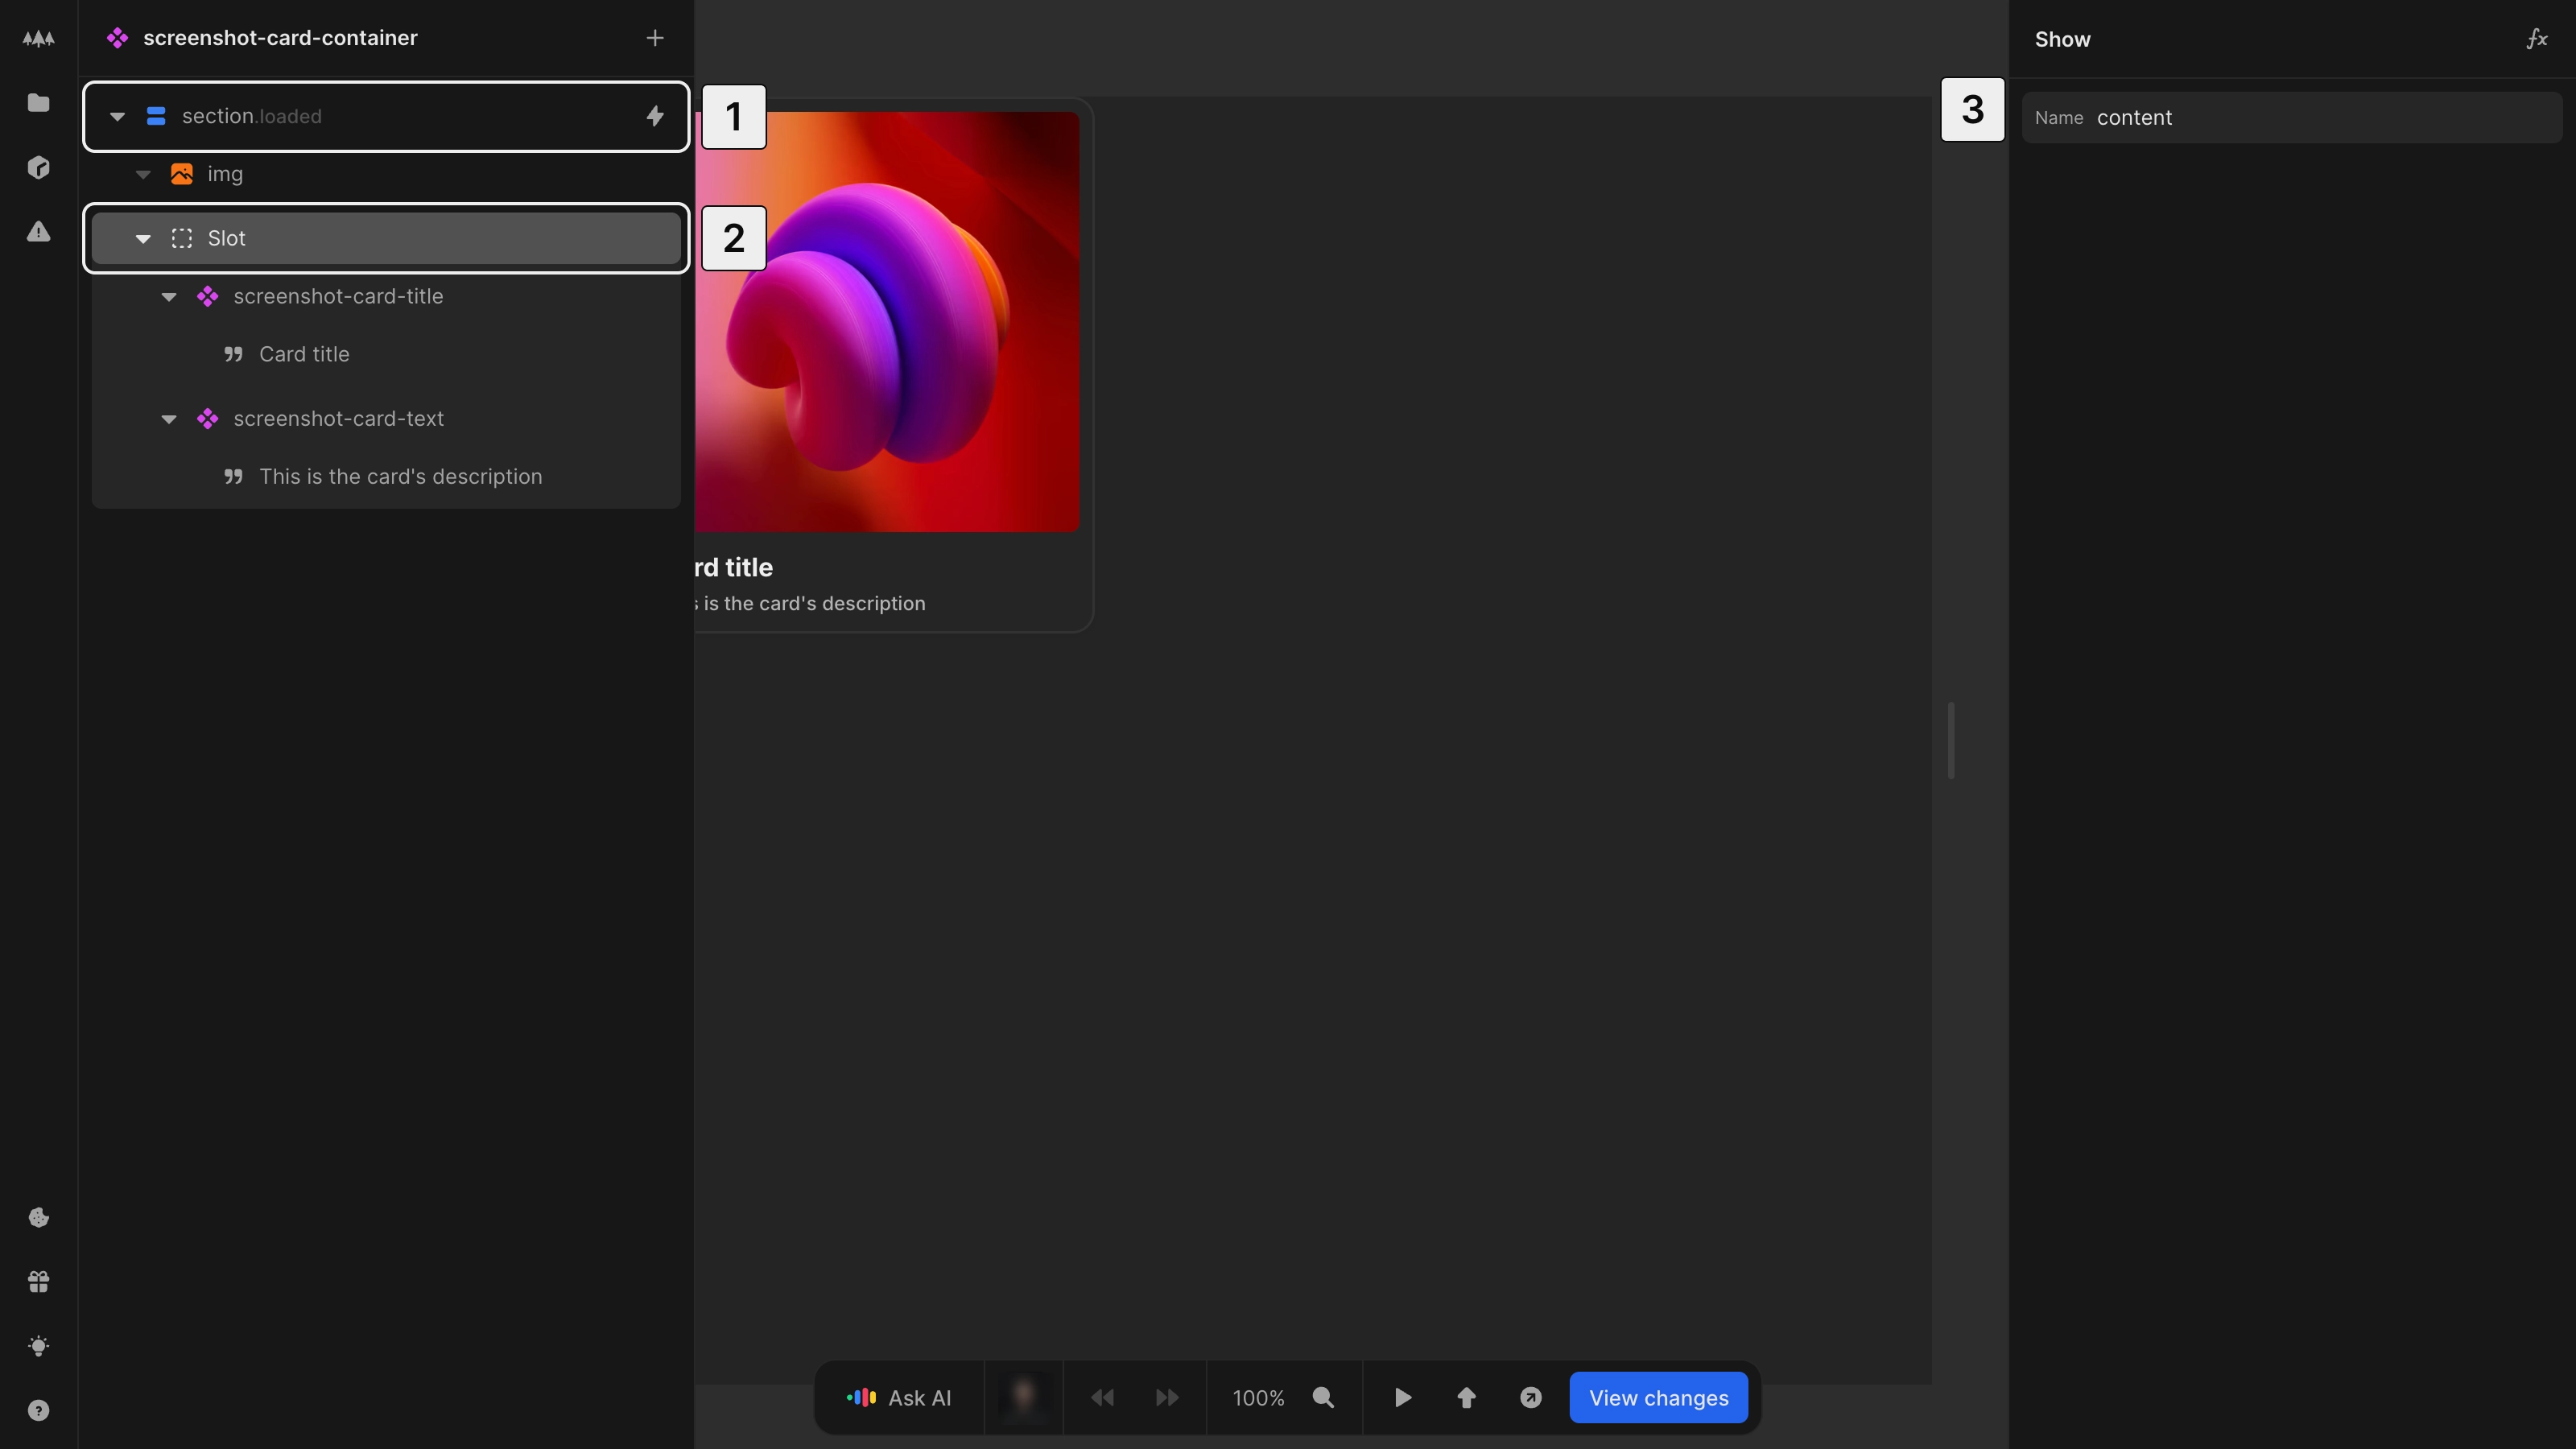 screenshot-card-container
section.loaded
img
Slot
screenshot-card-title
Card title
screenshot-card-text
This is the card's description
1
2
rd title
is the card's description
3
Show
fx
Name content
Ask AI
100%
View changes